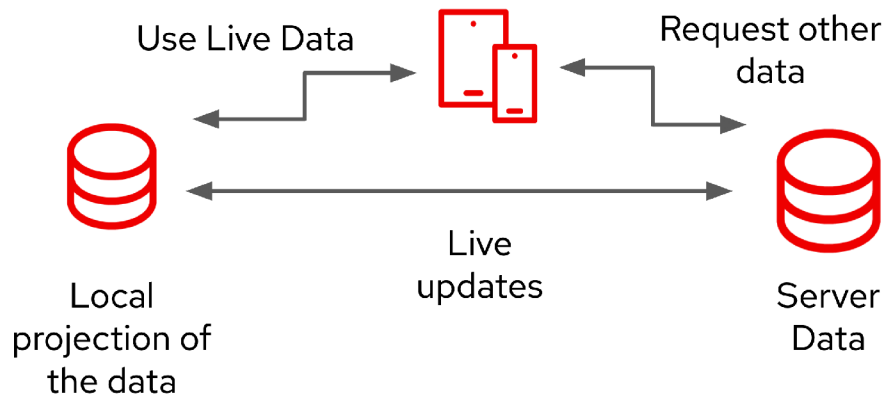 Use Live Data
Request other
data
Live
updates
Local
projection of
the data
Server
Data